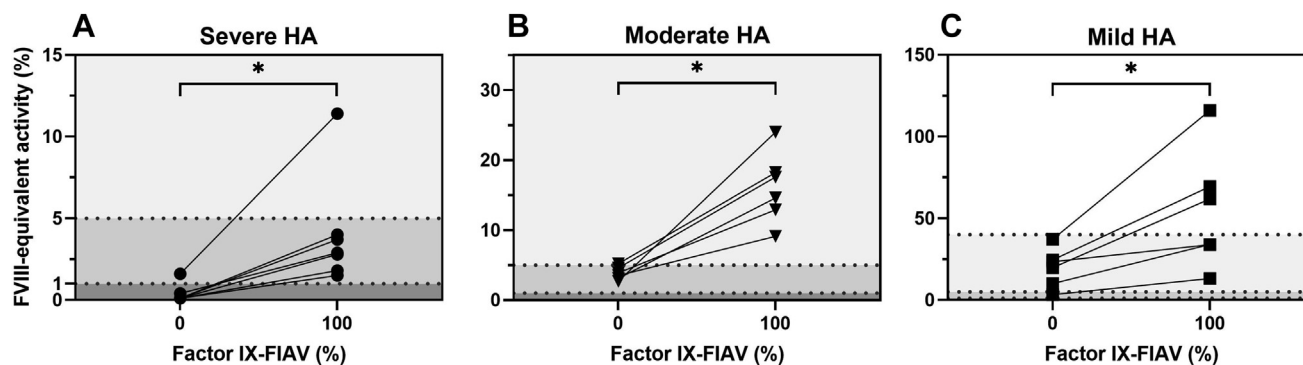 A
Severe HA
FVIII-equivalent activity (%)
15
10
5
1
0
*
0
100
Factor IX-FIAV (%)
B
Moderate HA
30
20
10
0
*
0
100
Factor IX-FIAV (%)
C
Mild HA
150
100
50
0
*
0
100
Factor IX-FIAV (%)